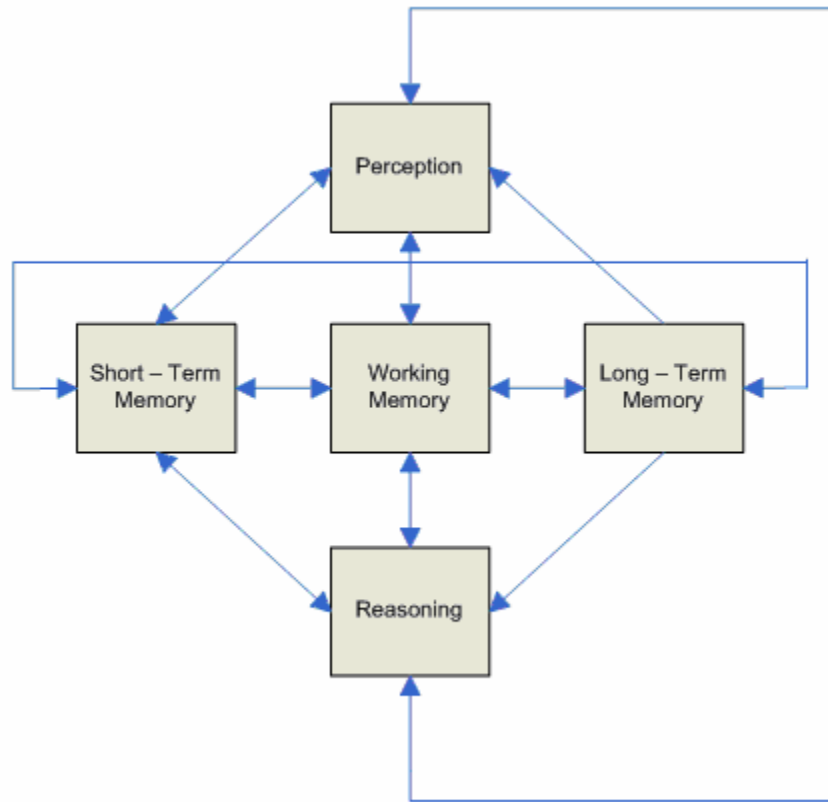 Perception
Short – Term
Memory
Working
Memory
Long – Term
Memory
Reasoning